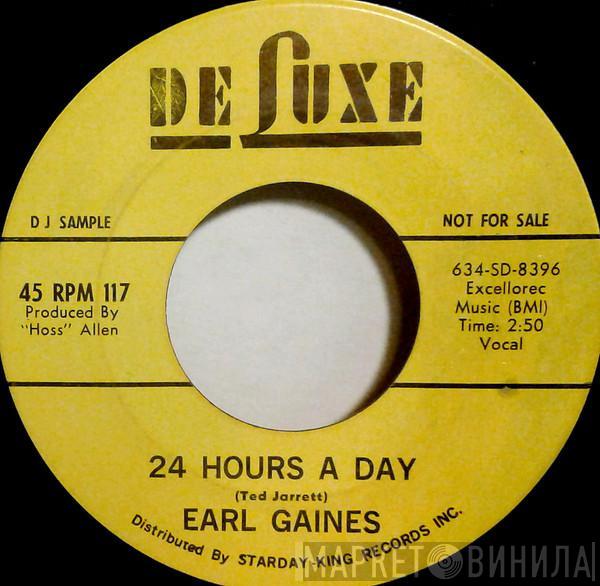 DE LUXE
DJ SAMPLE
NOT FOR SALE
45 RPM 117
Produced By
"Hoss" Allen
634-SD-8396
Excellorec
Music (BMI)
Time: 2:50
Vocal
24 HOURS A DAY
(Ted Jarrett)
EARL GAINES
Distributed By STARDAY-KING RECORDS INC.
МАРКЕТ ВИНИЛА